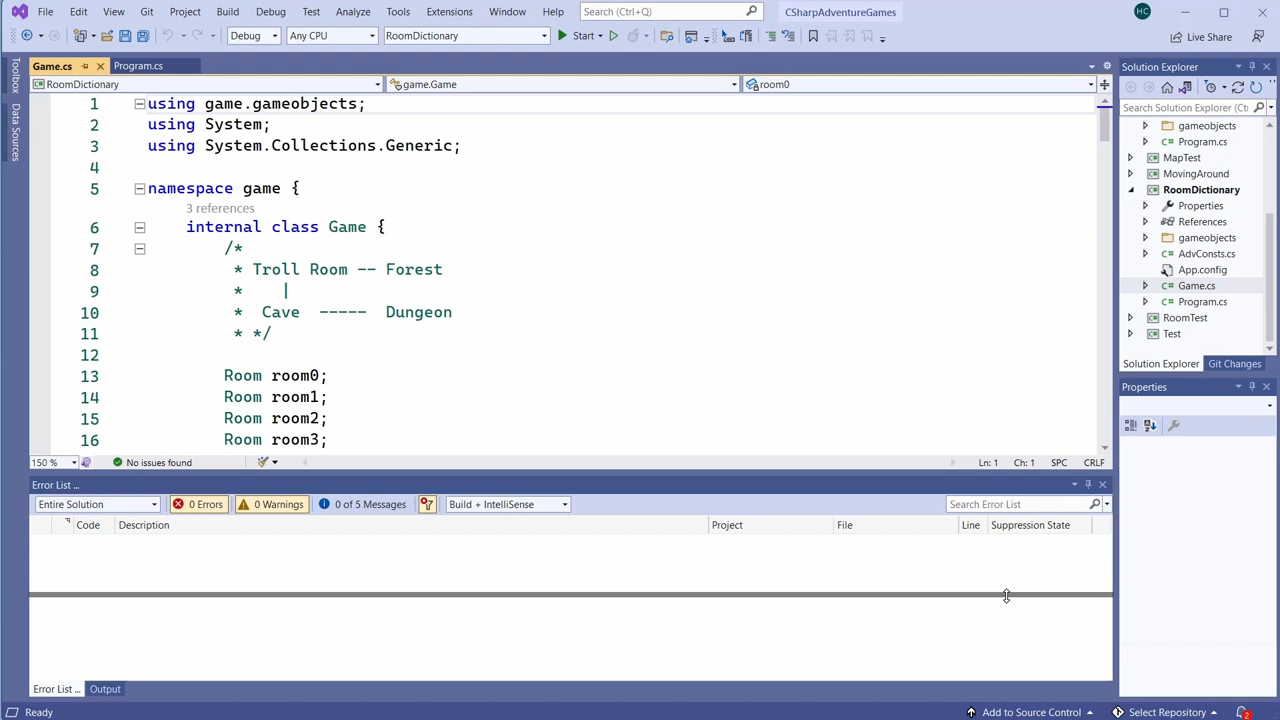 File Edit View Git Project Build Debug Test Analyze Tools Extensions Window Help Search (Ctrl+Q) CSharpAdventureGames HC
Debug Any CPU RoomDictionary Start Live Share
Toolbox
Data Sources
Game.cs Program.cs
RoomDictionary game.Game room0
1 using game.gameobjects;
2 using System;
3 using System.Collections.Generic;
4
5 namespace game {
3 references
6 internal class Game {
7 /*
8 * Troll Room -- Forest
9 * |
10 * Cave ----- Dungeon
11 * */
12
13 Room room0;
14 Room room1;
15 Room room2;
16 Room room3;
150 % No issues found Ln: 1 Ch: 1 SPC CRLF
Error List ...
Entire Solution 0 Errors 0 Warnings 0 of 5 Messages Build + IntelliSense Search Error List
Code Description Project File Line Suppression State
Error List ... Output
Solution Explorer
Search Solution Explorer (Ctrl
gameobjects
Program.cs
MapTest
MovingAround
RoomDictionary
Properties
References
gameobjects
AdvConsts.cs
App.config
Game.cs
Program.cs
RoomTest
Test
Solution Explorer Git Changes
Properties
Ready Add to Source Control Select Repository 2